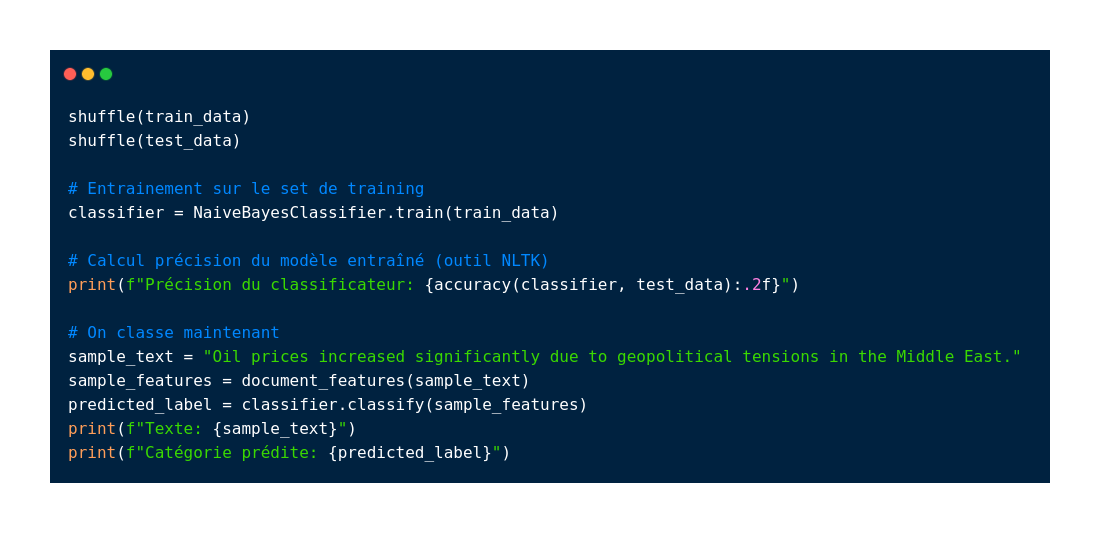 shuffle(train_data)
shuffle(test_data)
# Entrainement sur le set de training
classifier = NaiveBayesClassifier.train(train_data)
# Calcul précision du modèle entraîné (outil NLTK)
print(f"Précision du classificateur: {accuracy(classifier, test_data):.2f}")
# On classe maintenant
sample_text = "Oil prices increased significantly due to geopolitical tensions in the Middle East."
sample_features = document_features(sample_text)
predicted_label = classifier.classify(sample_features)
print(f"Texte: {sample_text}")
print(f"Catégorie prédite: {predicted_label}")